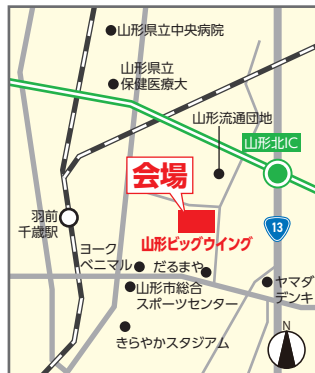 山形県立中央病院
山形県立
保健医療大
山形流通団地
山形北IC
会場
羽前
千歳駅
山形ビッグウイング
13
ヨーク
ベニマル
だるまや
山形市総合
スポーツセンター
ヤマダ
デンキ
きらやかスタジアム
N